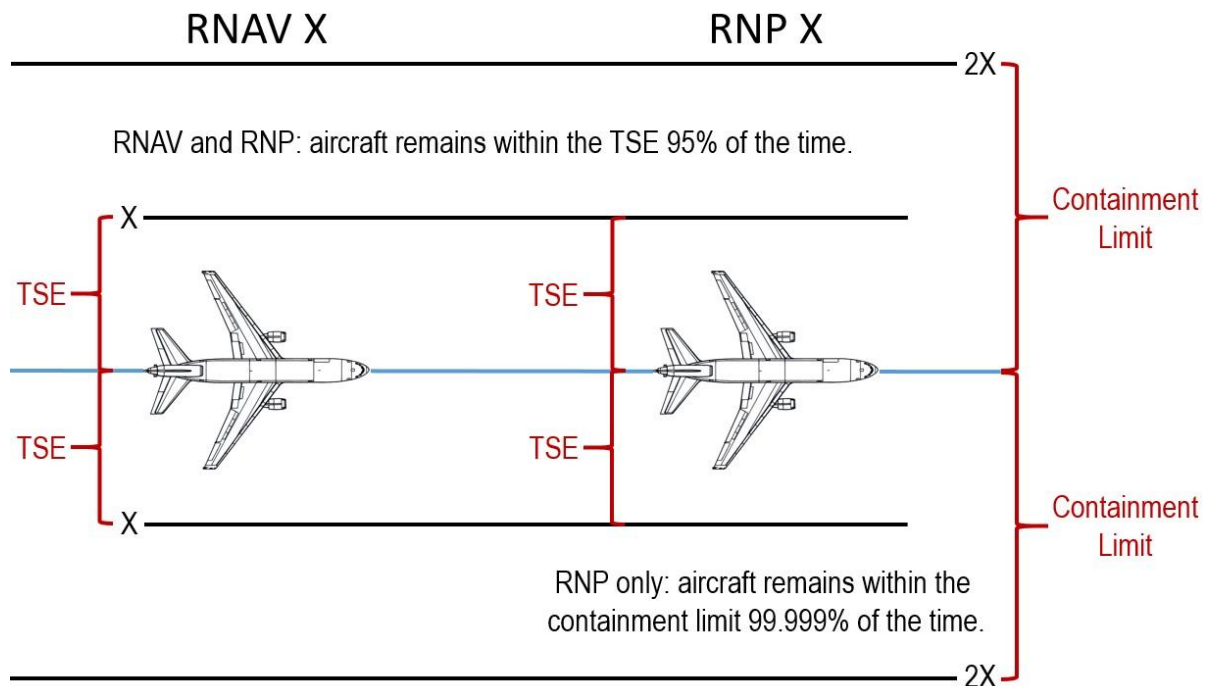 RNAV X
RNP X
2X
RNAV and RNP: aircraft remains within the TSE 95% of the time.
X
Containment
Limit
TSE
TSE
TSE
TSE
X
Containment
Limit
RNP only: aircraft remains within the
containment limit 99.999% of the time.
2X